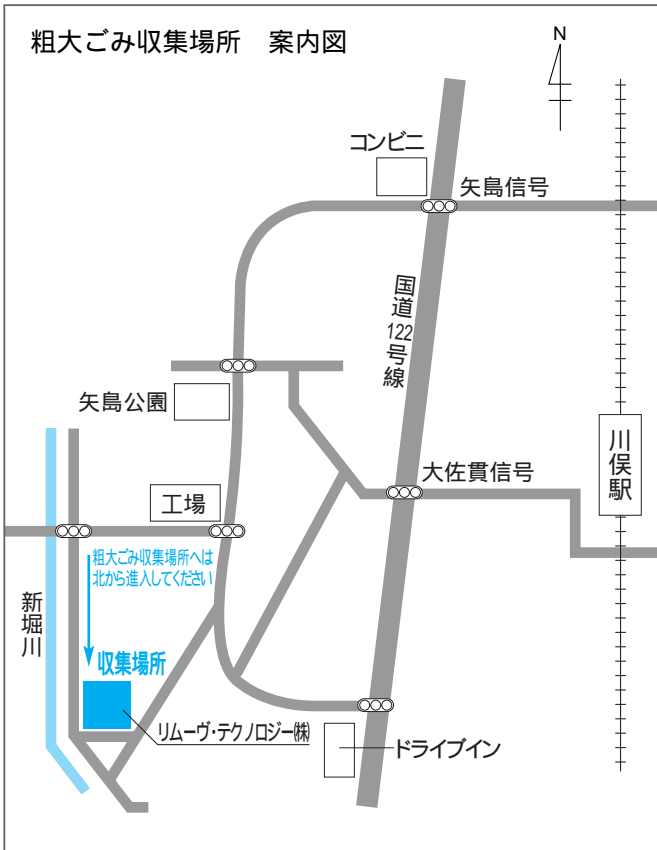 粗大ごみ収集場所　案内図
N
コンビニ
矢島信号
国道122号線
矢島公園
大佐貫信号
川俣駅
工場
粗大ごみ収集場所へは
北から進入してください
新堀川
収集場所
リムーヴ・テクノロジー㈱
ドライブイン